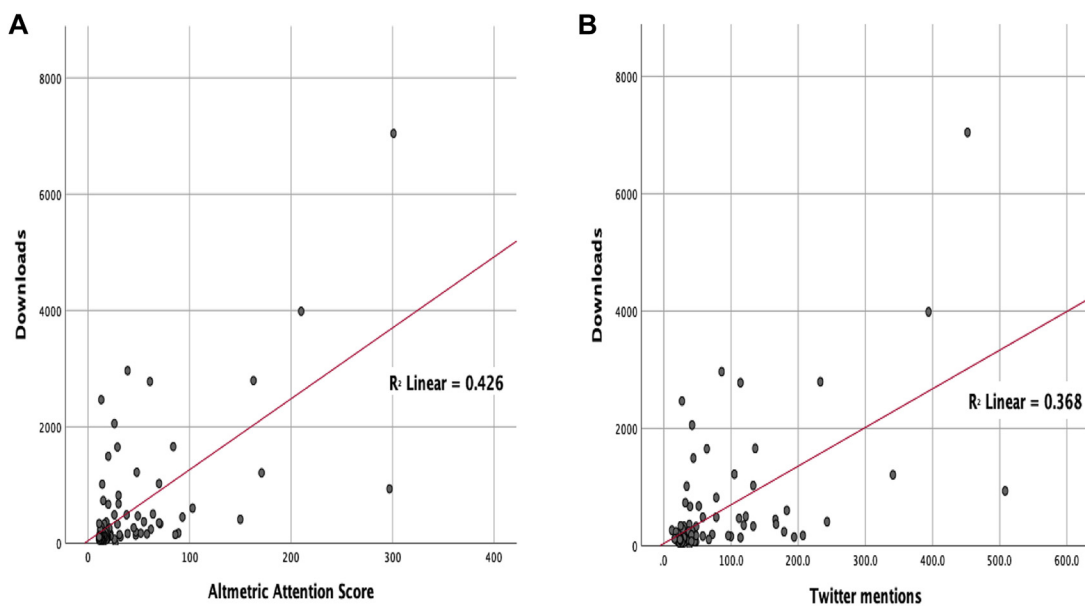 A
B
8000
6000
4000
2000
0
Downloads
R² Linear = 0.426
0
100
200
300
400
Altmetric Attention Score
8000
6000
4000
2000
0
Downloads
R² Linear = 0.368
.0
100.0
200.0
300.0
400.0
500.0
600.0
Twitter mentions